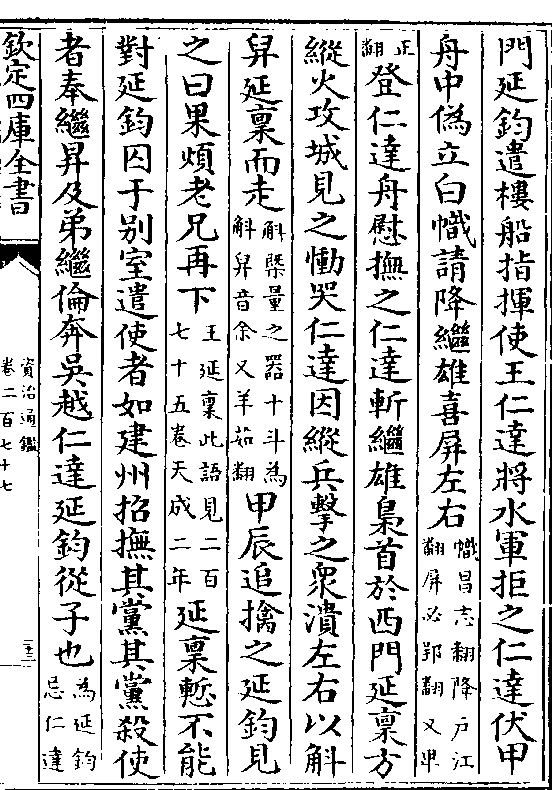 門延鈞遣樓船指揮使王仁達將水軍拒之仁達伏甲
舟中偽立白幟請降繼雄喜屏左右幟昌志翻降户江翻屏必郢翻又卑
正翻登仁達舟慰撫之仁達斬繼雄梟首於西門延稟方
縱火攻城見之慟哭仁達因縱兵擊之衆潰左右以斛
舁延稟而走斛槩量之器十斗為斛舁音余又羊茹翻甲辰追擒之延鈞見
之曰果煩老兄再下王延稟此語見二百七十五卷天成二年延稟慙不能
對延鈞囚于别室遣使者如建州招撫其黨其黨殺使
者奉繼昇及弟繼倫奔吳越仁達延鈞從子也為延鈞忌仁達
欽定四庫全書
資治通鑑
卷二百七十七